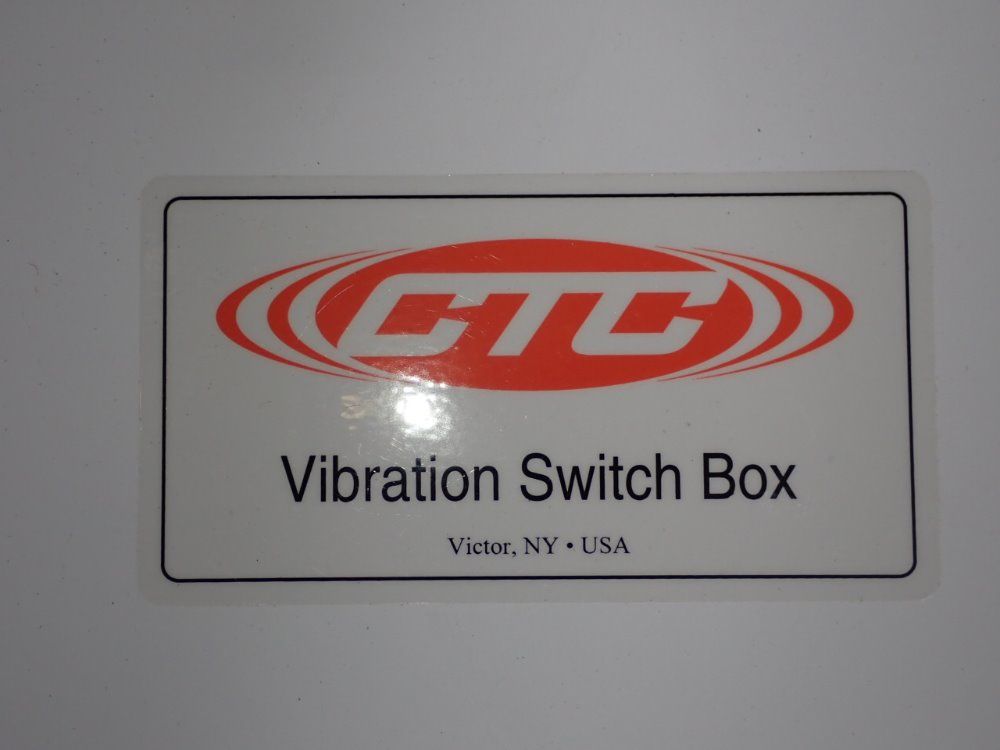 CTC
Vibration Switch Box
Victor, NY • USA